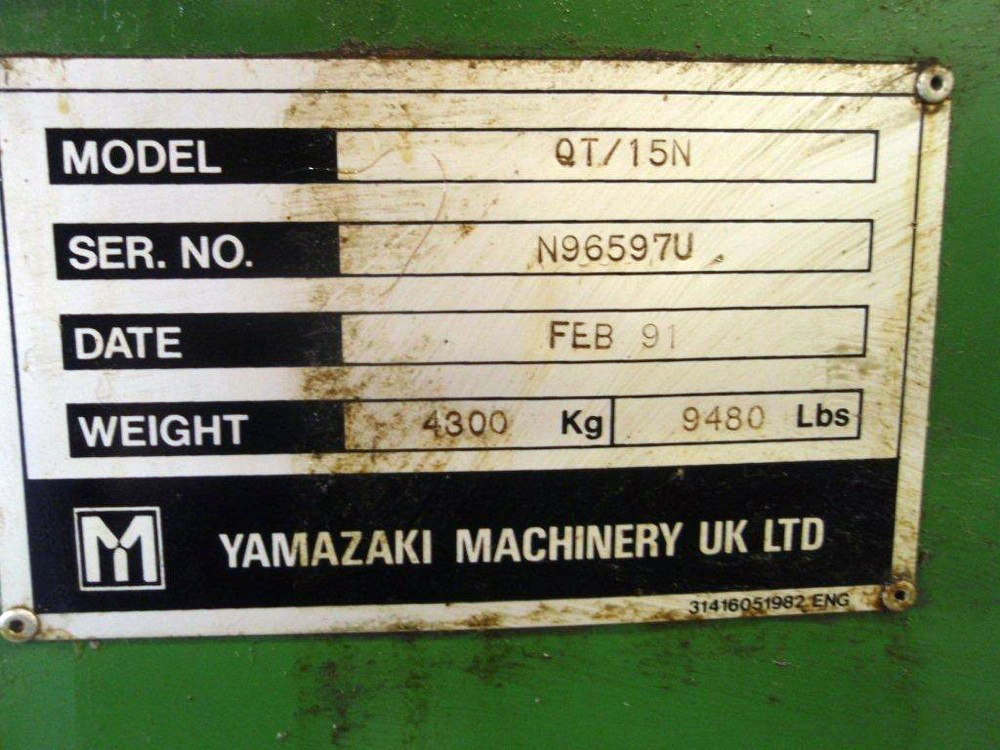 MODEL QT/15N
SER. NO. N96597U
DATE FEB 91
WEIGHT 4300 Kg 9480 Lbs
M YAMAZAKI MACHINERY UK LTD
31416051982 ENG